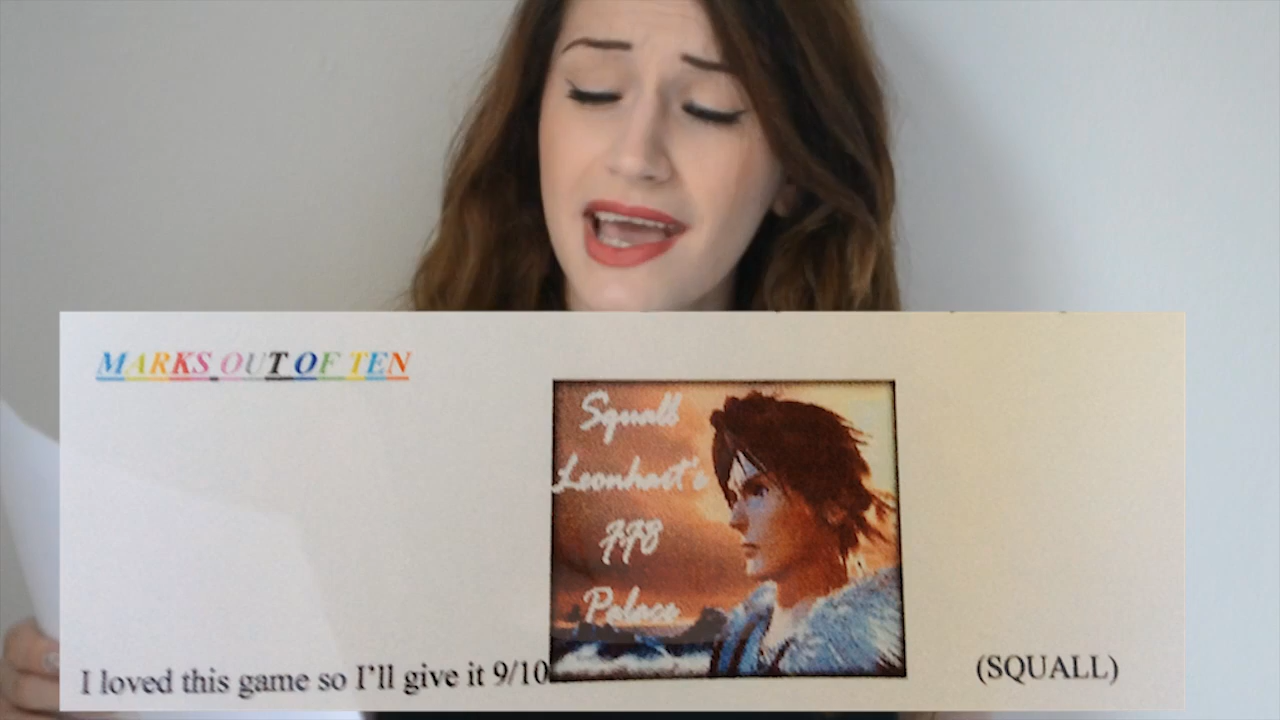 MARKS OUT OF TEN
Squall
Leonhart's
FF8
Palace
I loved this game so I'll give it 9/10
(SQUALL)